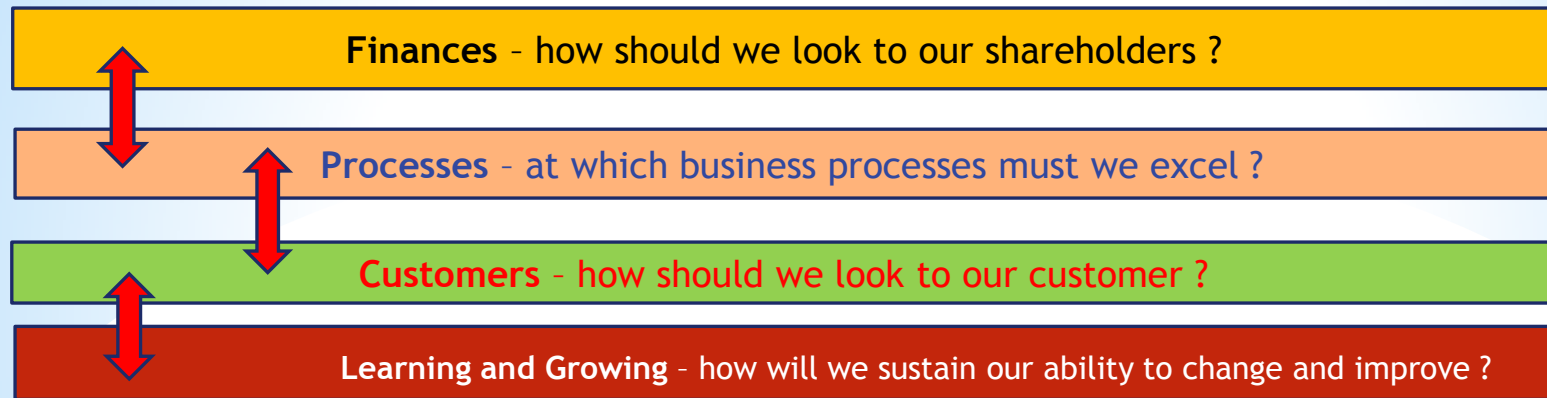 Finances – how should we look to our shareholders ?
Processes – at which business processes must we excel ?
Customers – how should we look to our customer ?
Learning and Growing – how will we sustain our ability to change and improve ?